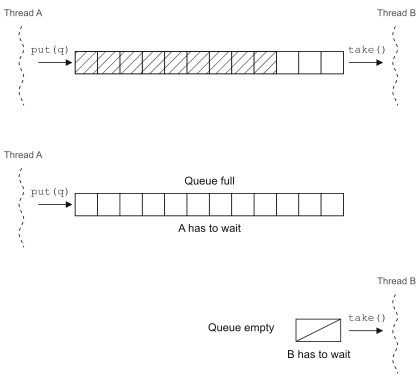 Thread A
Thread B
put(q)
take()
Thread A
put(q)
Queue full
A has to wait
Thread B
take()
Queue empty
B has to wait